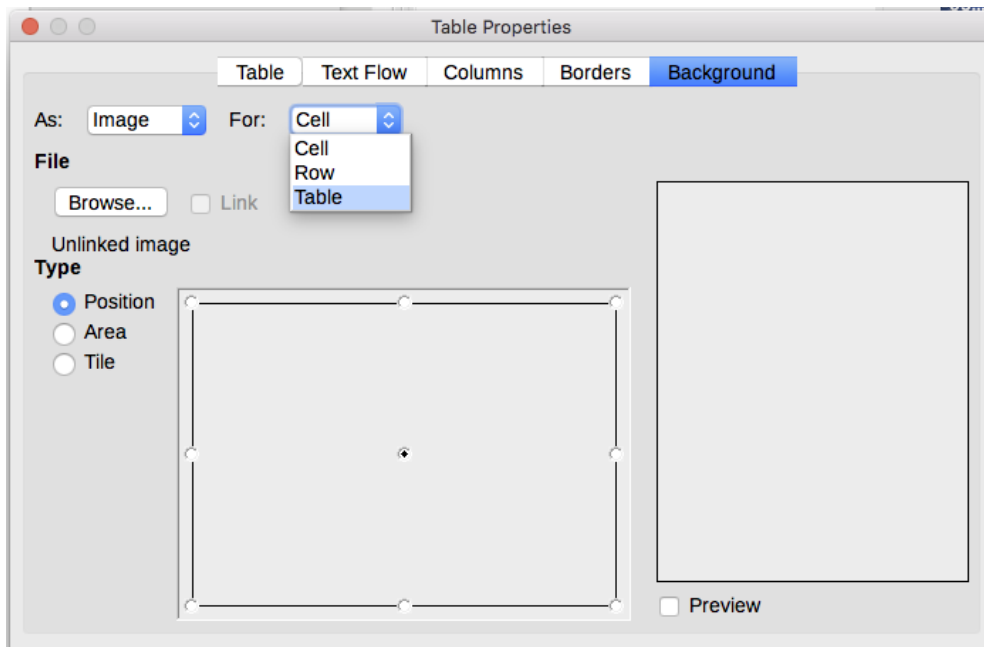 Table Properties
Table Text Flow Columns Borders Background
As: Image For: Cell
Cell
Row
Table
File
Browse... Link
Unlinked image
Type
Position
Area
Tile
Preview